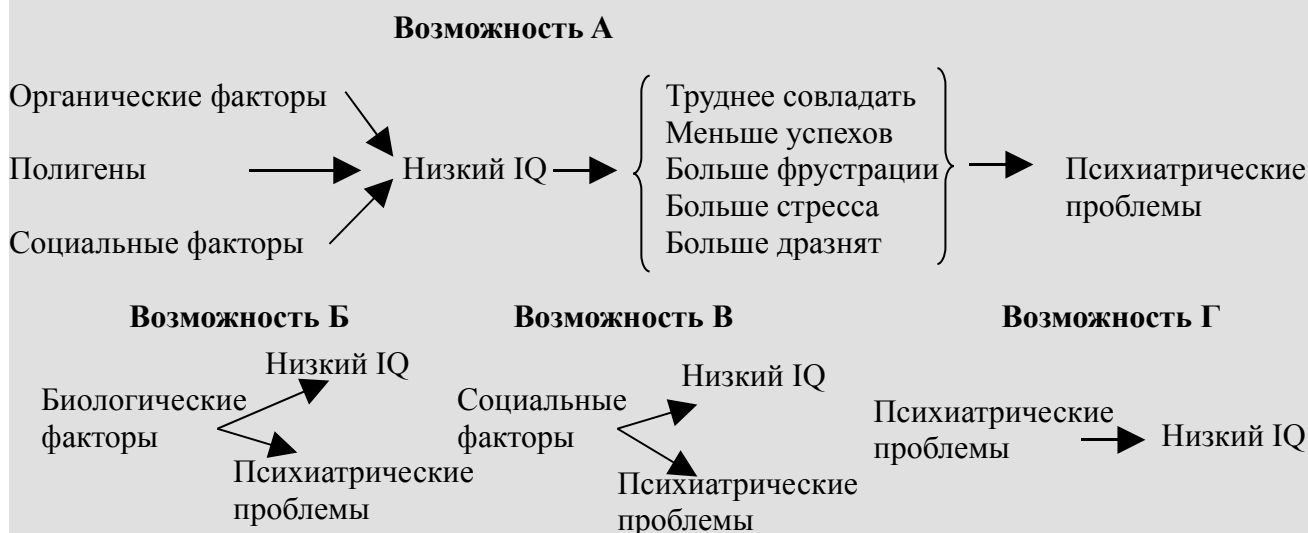 Возможность А
Органические факторы
Полигены
Социальные факторы
Низкий IQ
Труднее совладать
Меньше успехов
Больше фрустрации
Больше стресса
Больше дразнят
Психиатрические
проблемы
Возможность Б
Биологические
факторы
Низкий IQ
Психиатрические
проблемы
Возможность В
Социальные
факторы
Низкий IQ
Психиатрические
проблемы
Возможность Г
Психиатрические
проблемы
Низкий IQ